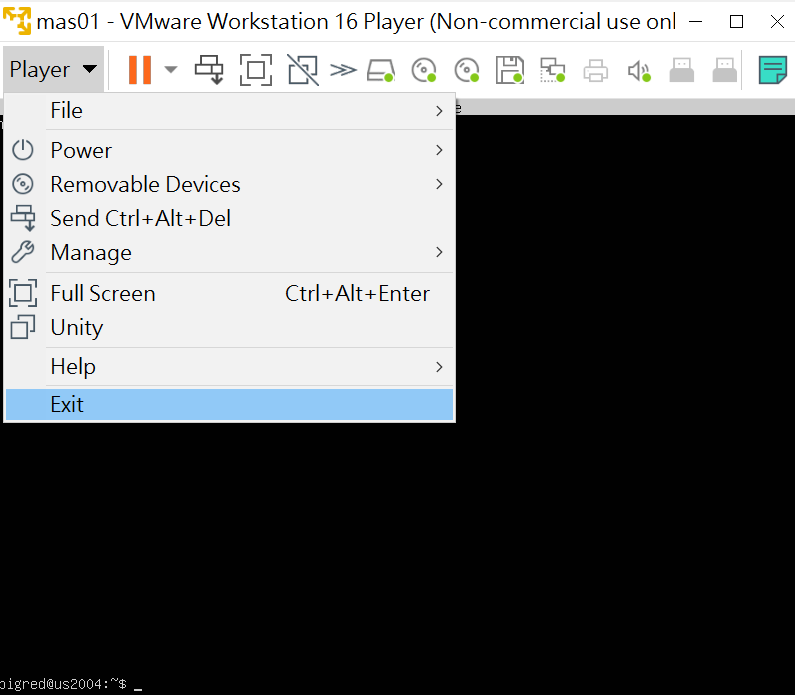 mas01 - VMware Workstation 16 Player (Non-commercial use onl
Player
File
Power
Removable Devices
Send Ctrl+Alt+Del
Manage
Full Screen Ctrl+Alt+Enter
Unity
Help
Exit
bigred@us2004:~$ _